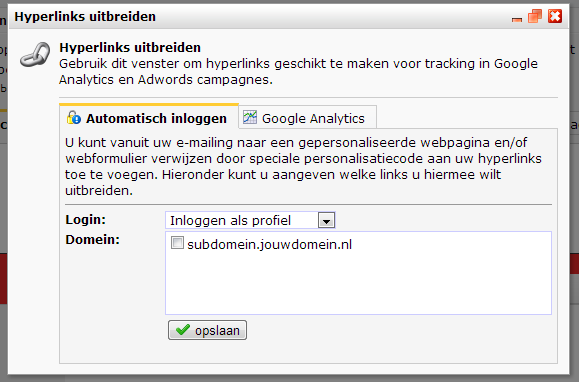 Hyperlinks uitbreiden
Hyperlinks uitbreiden
Gebruik dit venster om hyperlinks geschikt te maken voor tracking in Google
Analytics en Adwords campagnes.
Automatisch inloggen
Google Analytics
U kunt vanuit uw e-mailing naar een gepersonaliseerde webpagina en/of
webformulier verwijzen door speciale personalisatiecode aan uw hyperlinks
toe te voegen. Hieronder kunt u aangeven welke links u hiermee wilt
uitbreiden.
Login: Inloggen als profiel
Domein: subdomein.jouwdomein.nl
opslaan